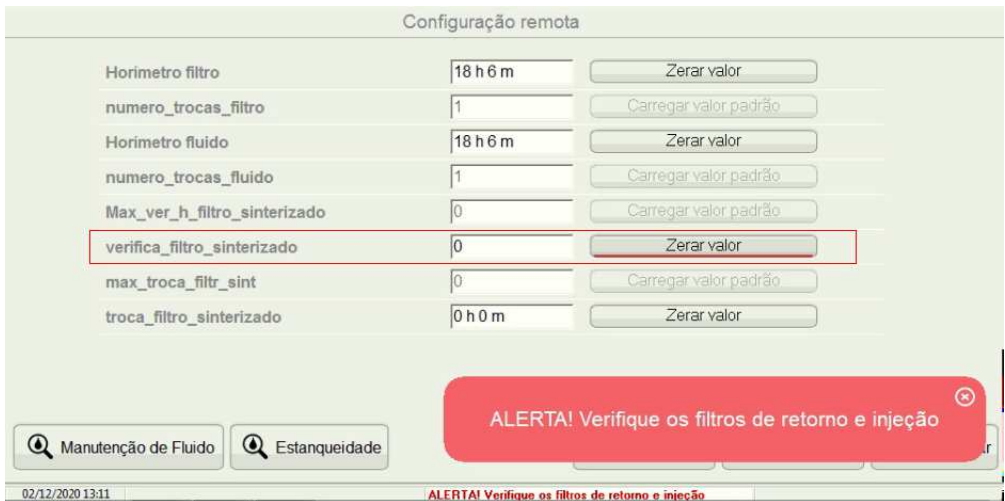 Configuração remota
Horimetro filtro 18 h 6 m Zerar valor
numero_trocas_filtro 1 Carregar valor padrão
Horimetro fluido 18 h 6 m Zerar valor
numero_trocas_fluido 1 Carregar valor padrão
Max_ver_h_filtro_sinterizado 0 Carregar valor padrão
verifica_filtro_sinterizado 0 Zerar valor
max_troca_filtr_sint 0 Carregar valor padrão
troca_filtro_sinterizado 0 h 0 m Zerar valor
ALERTA! Verifique os filtros de retorno e injeção
Manutenção de Fluido Estanqueidade
02/12/2020 13:11 ALERTA! Verifique os filtros de retorno e injeção